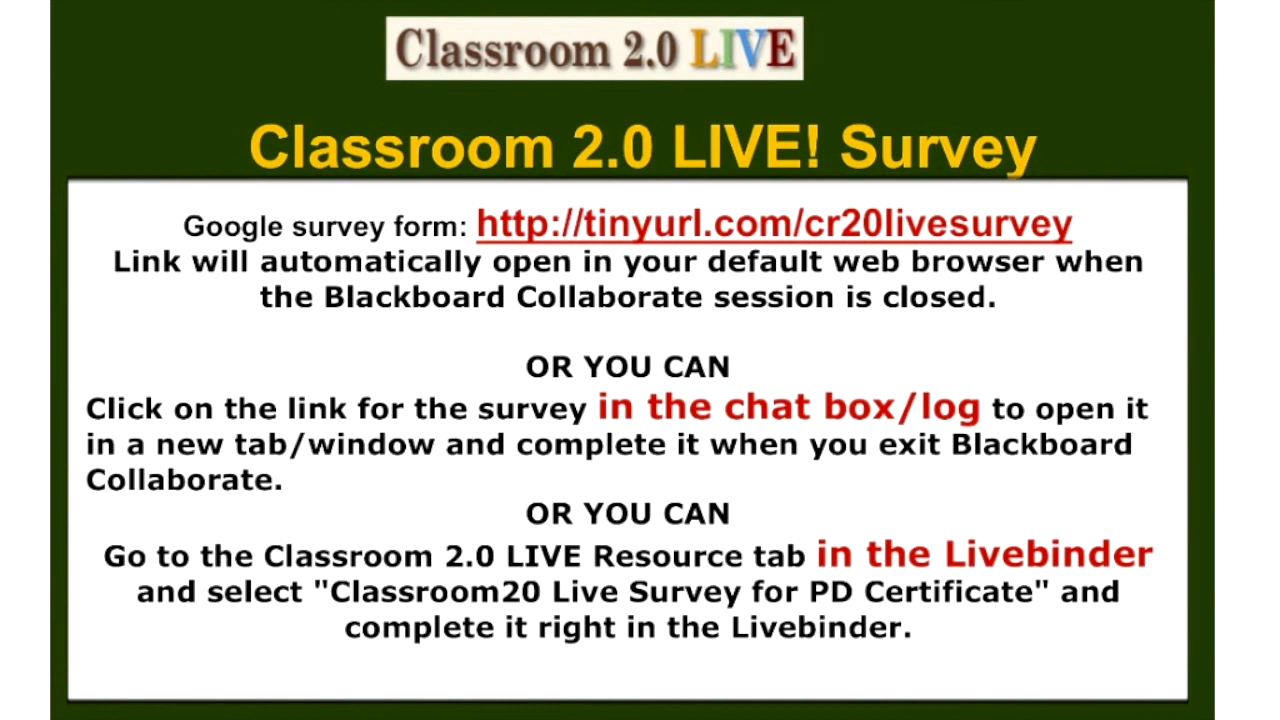 Classroom 2.0 LIVE
Classroom 2.0 LIVE! Survey
Google survey form: http://tinyurl.com/cr20livesurvey
Link will automatically open in your default web browser when
the Blackboard Collaborate session is closed.
OR YOU CAN
Click on the link for the survey in the chat box/log to open it
in a new tab/window and complete it when you exit Blackboard
Collaborate.
OR YOU CAN
Go to the Classroom 2.0 LIVE Resource tab in the Livebinder
and select "Classroom20 Live Survey for PD Certificate" and
complete it right in the Livebinder.